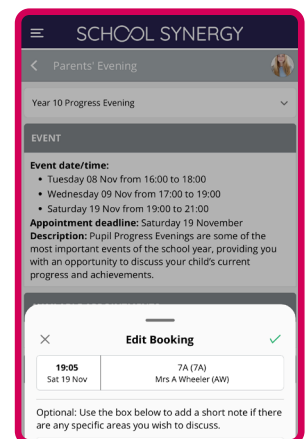 SCHOOL SYNERGY
Parents' Evening
Year 10 Progress Evening
EVENT
Event date/time:
• Tuesday 08 Nov from 16:00 to 18:00
• Wednesday 09 Nov from 17:00 to 19:00
• Saturday 19 Nov from 19:00 to 21:00
Appointment deadline: Saturday 19 November
Description: Pupil Progress Evenings are some of the
most important events of the school year, providing you
with an opportunity to discuss your child's current
progress and achievements.
Edit Booking
19:05 7A (7A)
Sat 19 Nov Mrs A Wheeler (AW)
Optional: Use the box below to add a short note if there
are any specific areas you wish to discuss.